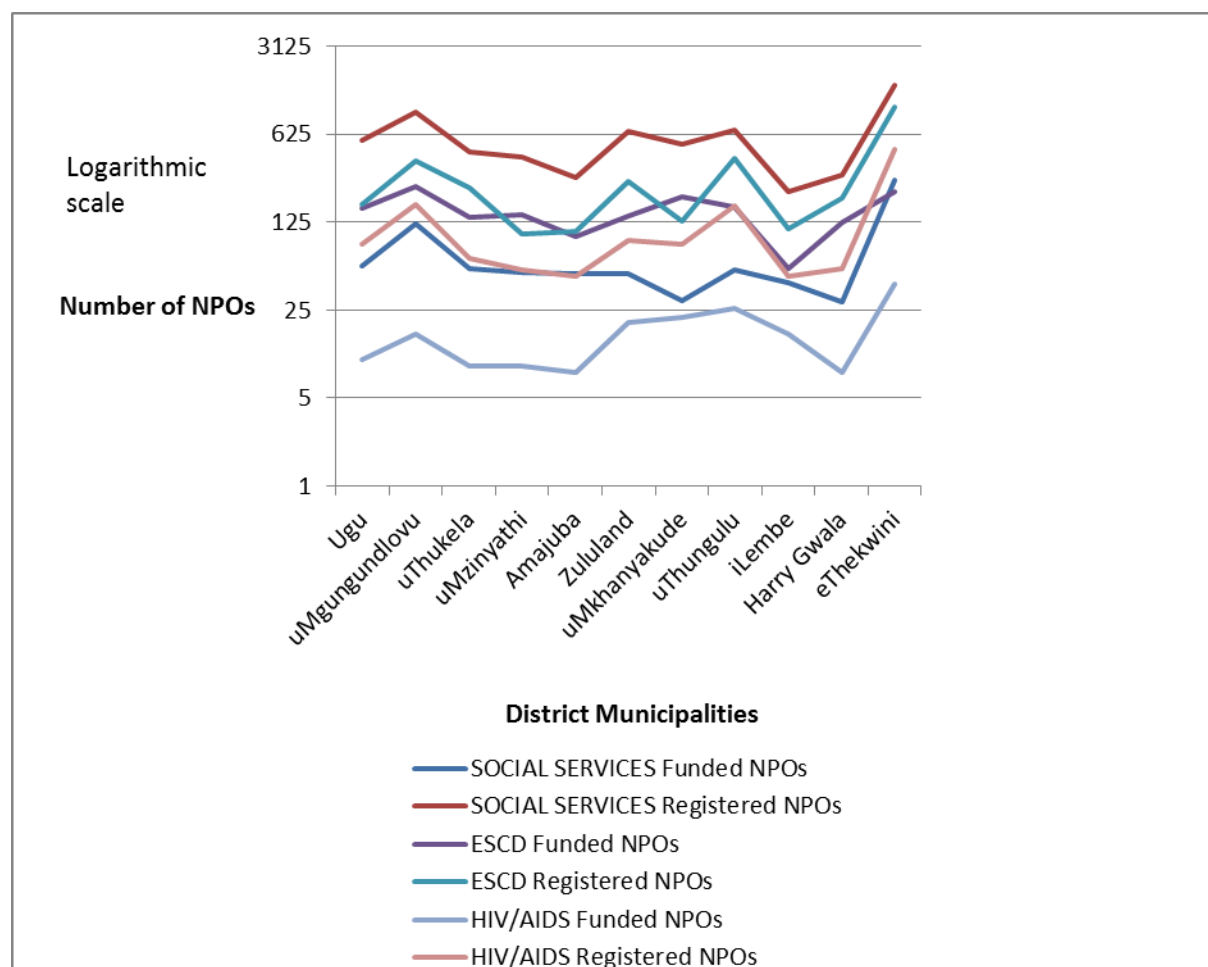 3125
625
125
25
5
1
Logarithmic
scale
Number of NPOs
Ugu
uMgungundlovu
uThukela
uMzinyathi
Amajuba
Zululand
uMkhanyakude
uThungulu
iLembe
Harry Gwala
eThekwini
District Municipalities
SOCIAL SERVICES Funded NPOs
SOCIAL SERVICES Registered NPOs
ESCD Funded NPOs
ESCD Registered NPOs
HIV/AIDS Funded NPOs
HIV/AIDS Registered NPOs